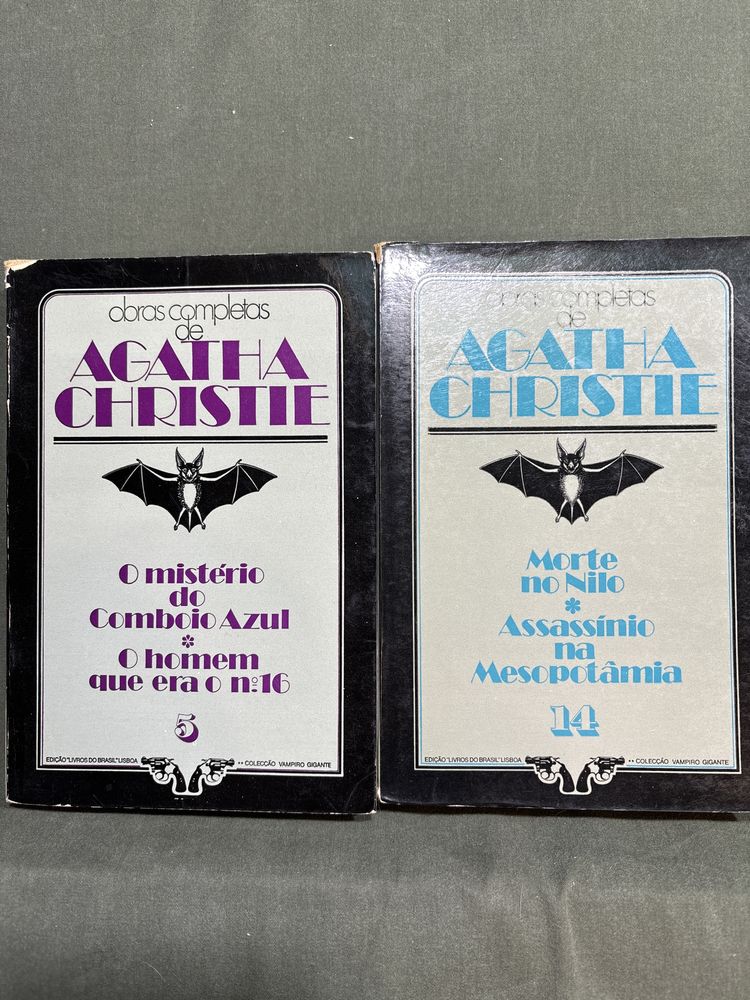 obras completas
de
AGATHA
CHRISTIE
O mistério
do
Comboio Azul
*
O homem
que era o nº.16
5
EDIÇÃO "LIVROS DO BRASIL" LISBOA
** COLECÇÃO VAMPIRO GIGANTE
obras completas
de
AGATHA
CHRISTIE
Morte
no Nilo
*
Assassínio
na
Mesopotâmia
14
EDIÇÃO "LIVROS DO BRASIL" LISBOA
** COLECÇÃO VAMPIRO GIGANTE